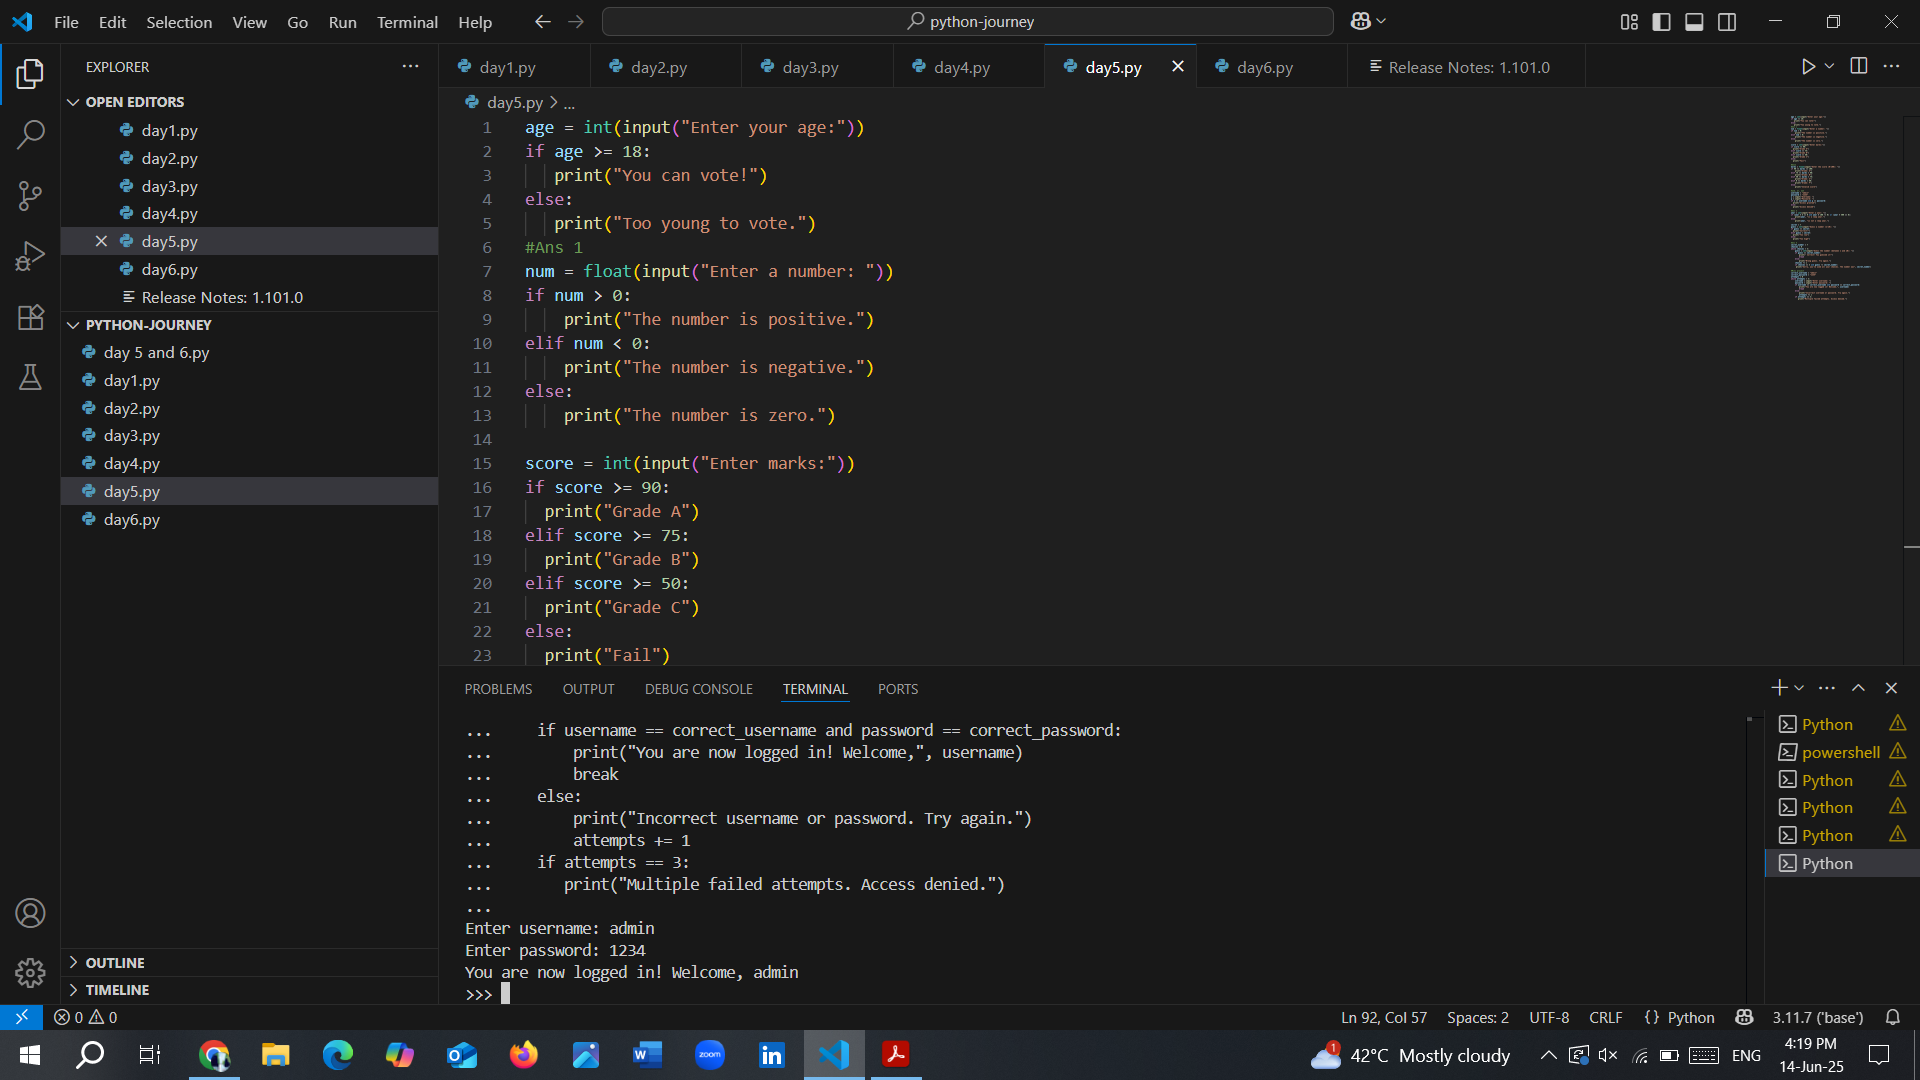 File Edit Selection View Go Run Terminal Help
python-journey
EXPLORER
OPEN EDITORS
day1.py
day2.py
day3.py
day4.py
day5.py
day6.py
Release Notes: 1.101.0
PYTHON-JOURNEY
day 5 and 6.py
day1.py
day2.py
day3.py
day4.py
day5.py
day6.py
OUTLINE
TIMELINE
day1.py day2.py day3.py day4.py day5.py day6.py Release Notes: 1.101.0
day5.py > ...
1 age = int(input("Enter your age:"))
2 if age >= 18:
3 print("You can vote!")
4 else:
5 print("Too young to vote.")
6 #Ans 1
7 num = float(input("Enter a number: "))
8 if num > 0:
9 print("The number is positive.")
10 elif num < 0:
11 print("The number is negative.")
12 else:
13 print("The number is zero.")
14
15 score = int(input("Enter marks:"))
16 if score >= 90:
17 print("Grade A")
18 elif score >= 75:
19 print("Grade B")
20 elif score >= 50:
21 print("Grade C")
22 else:
23 print("Fail")
PROBLEMS OUTPUT DEBUG CONSOLE TERMINAL PORTS
... if username == correct_username and password == correct_password:
... print("You are now logged in! Welcome,", username)
... break
... else:
... print("Incorrect username or password. Try again.")
... attempts += 1
... if attempts == 3:
... print("Multiple failed attempts. Access denied.")
...
Enter username: admin
Enter password: 1234
You are now logged in! Welcome, admin
>>>
Python
powershell
Python
Python
Python
Python
0 0
Ln 92, Col 57 Spaces: 2 UTF-8 CRLF {} Python 3.11.7 ('base')
zoom
1
42°C Mostly cloudy
ENG
4:19 PM
14-Jun-25